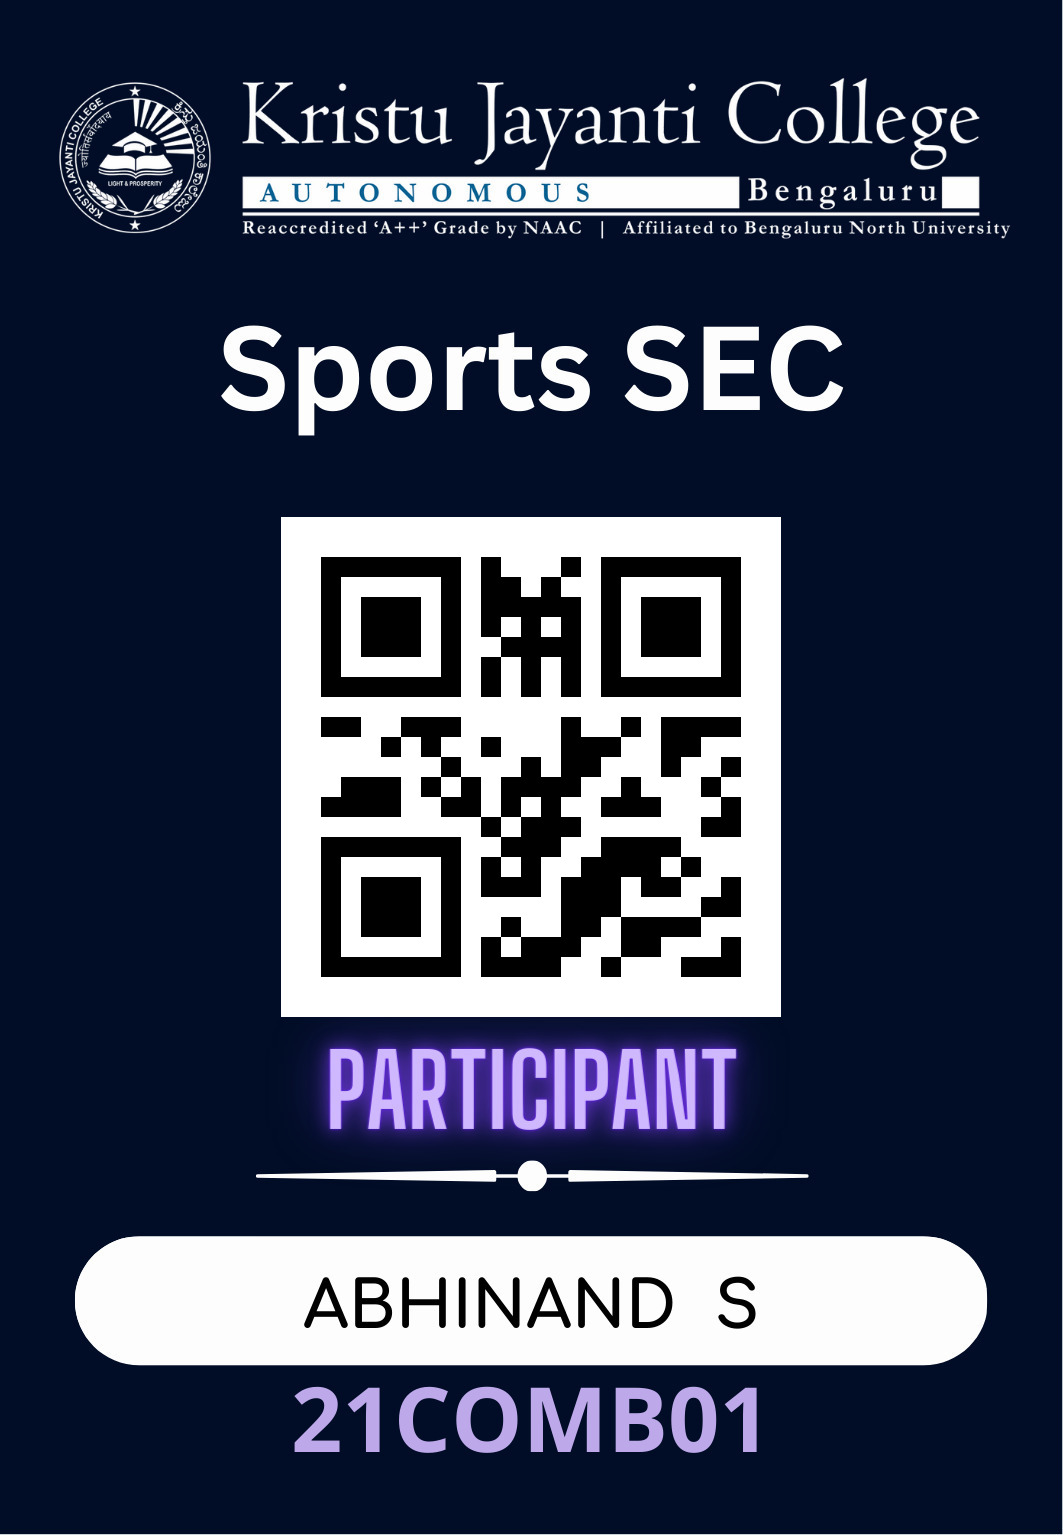 Kristu Jayanti College
AUTONOMOUS Bengaluru
Reaccredited ‘A++’ Grade by NAAC | Affiliated to Bengaluru North University
KRISTU JAYANTI COLLEGE
LIGHT & PROSPERITY
Sports SEC
PARTICIPANT
ABHINAND S
21COMB01